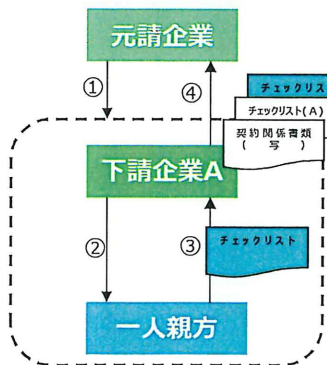 元請企業
①
④
チェックリス
チェックリスト(A)
契約関係書類
(写)
下請企業A
②
③
チェックリスト
一人親方